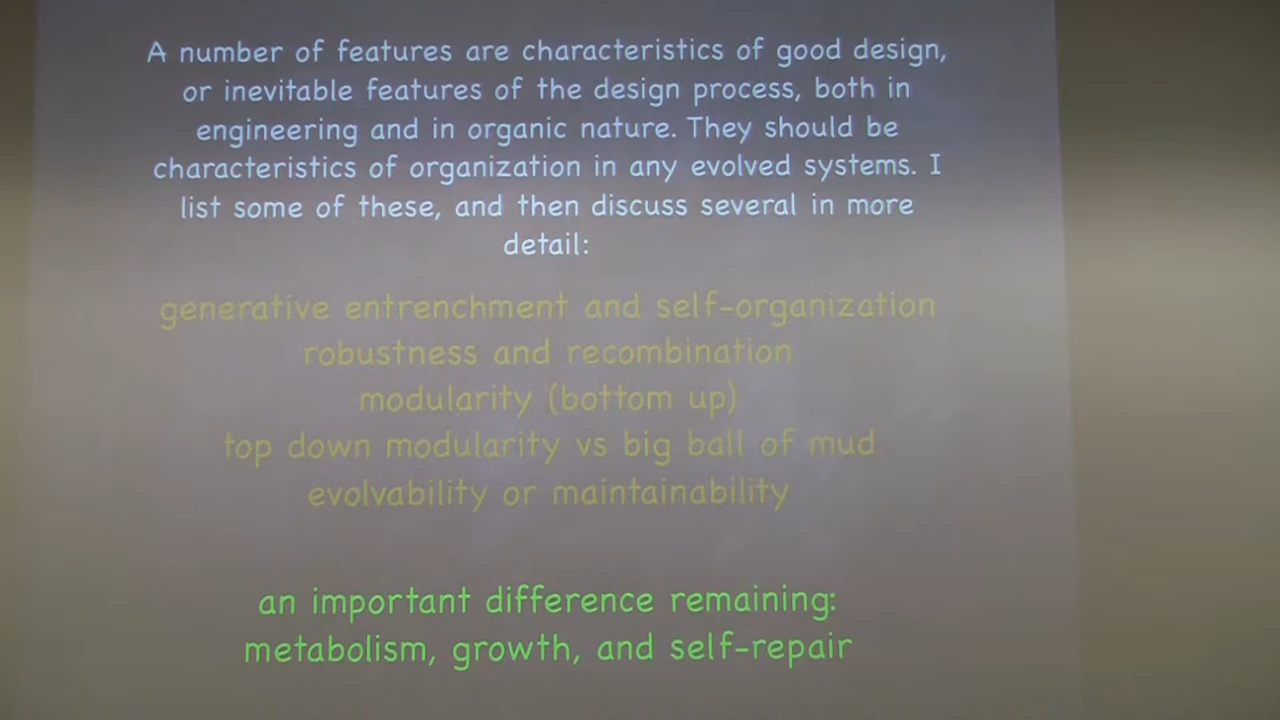 A number of features are characteristics of good design,
or inevitable features of the design process, both in
engineering and in organic nature. They should be
characteristics of organization in any evolved systems. I
list some of these, and then discuss several in more
detail:
generative entrenchment and self-organization
robustness and recombination
modularity (bottom up)
top down modularity vs big ball of mud
evolvability or maintainability
an important difference remaining:
metabolism, growth, and self-repair